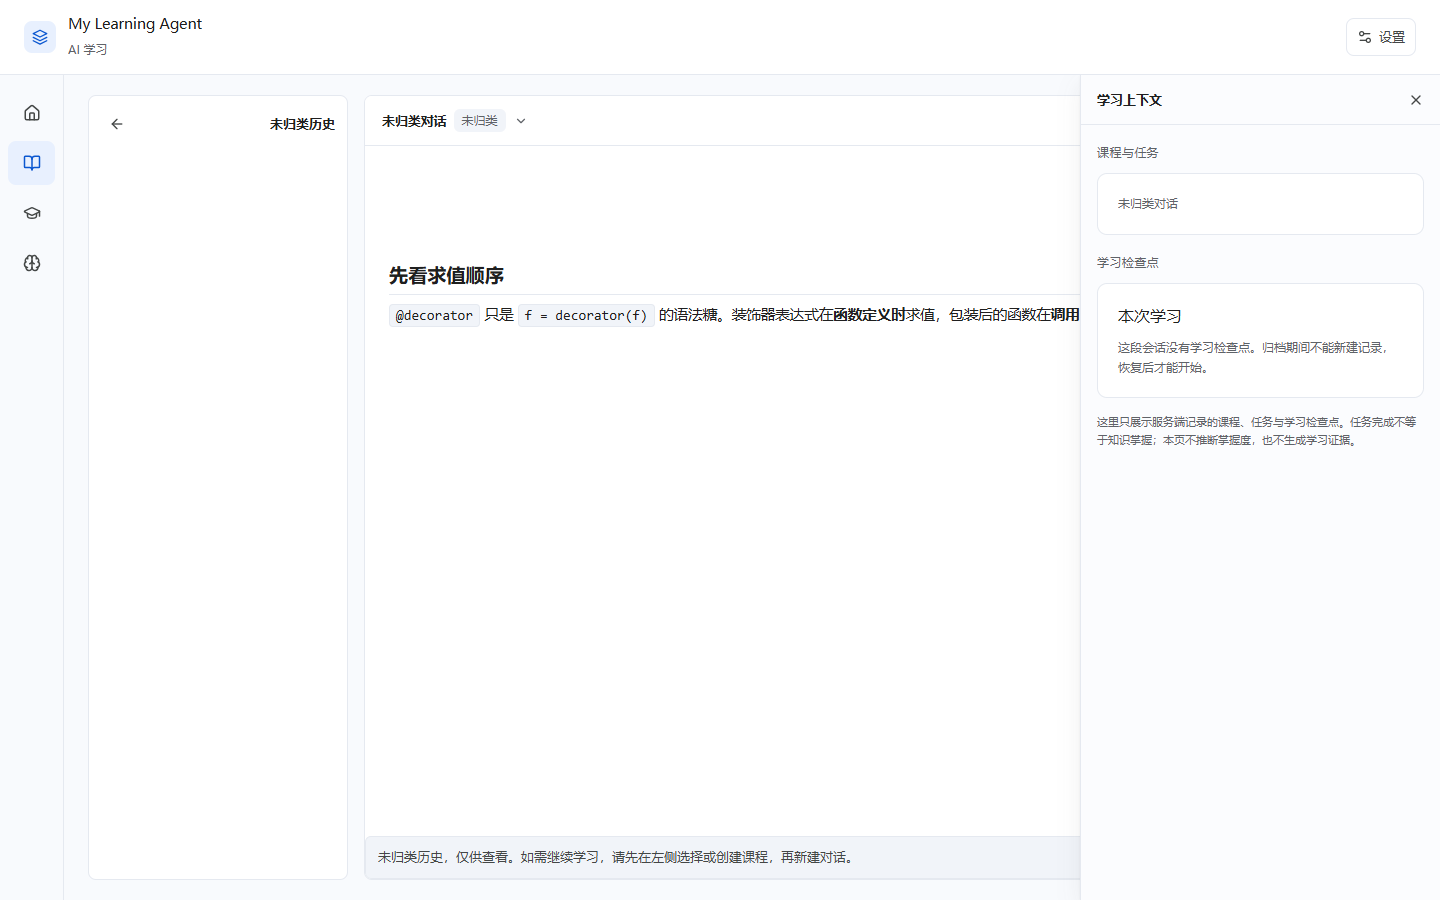 My Learning Agent
AI 学习
设置
未归类历史
未归类对话 未归类
先看求值顺序
@decorator 只是 f = decorator(f) 的语法糖。装饰器表达式在函数定义时求值，包装后的函数在调用
未归类历史，仅供查看。如需继续学习，请先在左侧选择或创建课程，再新建对话。
学习上下文
课程与任务
未归类对话
学习检查点
本次学习
这段会话没有学习检查点。归档期间不能新建记录，
恢复后才能开始。
这里只展示服务端记录的课程、任务与学习检查点。任务完成不等
于知识掌握；本页不推断掌握度，也不生成学习证据。